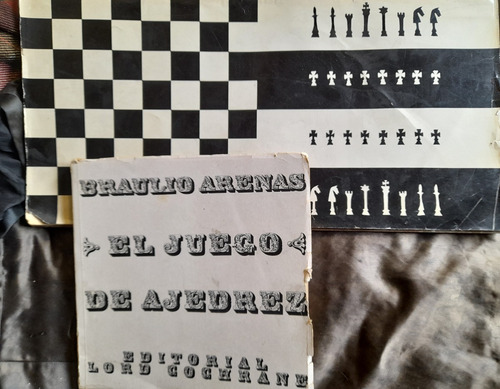 BRAULIO ARENAS
EL JUEGO
DE AJEDREZ
EDITORIAL
LORD COCHRANE